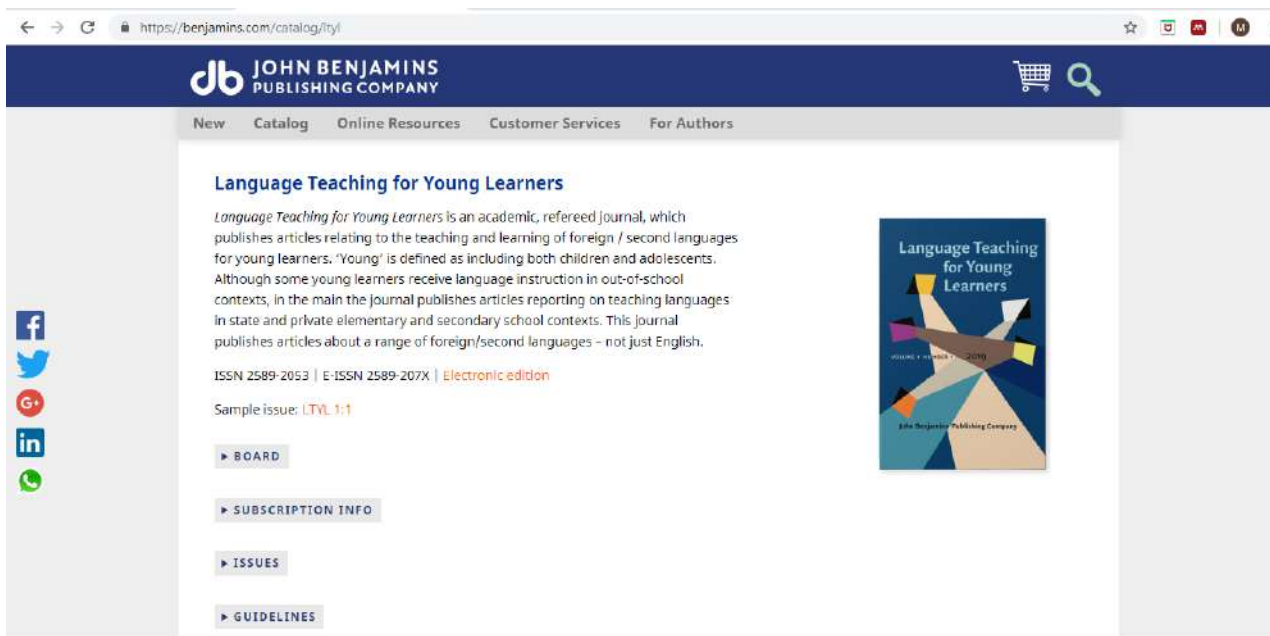 https://benjamins.com/catalog/ltyl
M
db JOHN BENJAMINS
PUBLISHING COMPANY
New Catalog Online Resources Customer Services For Authors
Language Teaching for Young Learners
Language Teaching for Young Learners is an academic, refereed journal, which
publishes articles relating to the teaching and learning of foreign / second languages
for young learners. ‘Young’ is defined as including both children and adolescents.
Although some young learners receive language instruction in out-of-school
contexts, in the main the journal publishes articles reporting on teaching languages
in state and private elementary and secondary school contexts. This journal
publishes articles about a range of foreign/second languages – not just English.
ISSN 2589-2053 | E-ISSN 2589-207X | Electronic edition
Sample issue: LTYL 1:1
BOARD
SUBSCRIPTION INFO
ISSUES
GUIDELINES
Language Teaching
for Young
Learners
VOLUME 1 NUMBER 1 2019
John Benjamins Publishing Company
f
G+
in